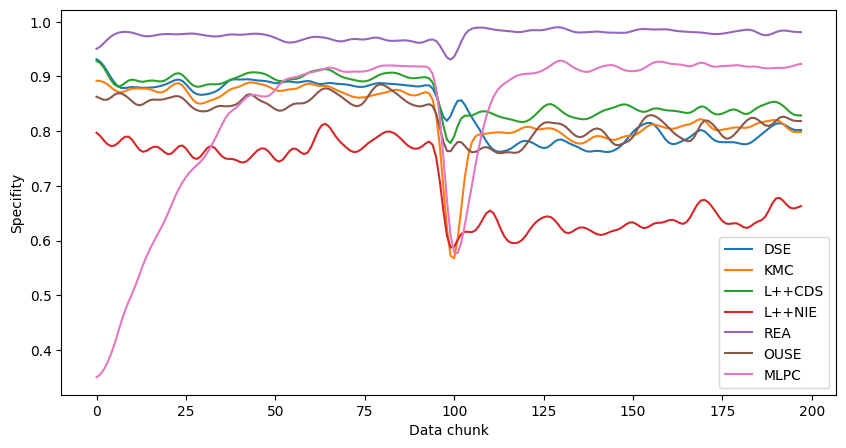 1.0
0.9
0.8
0.7
0.6
0.5
0.4
Specifity
0
25
50
75
100
125
150
175
200
Data chunk
DSE
KMC
L++CDS
L++NIE
REA
OUSE
MLPC